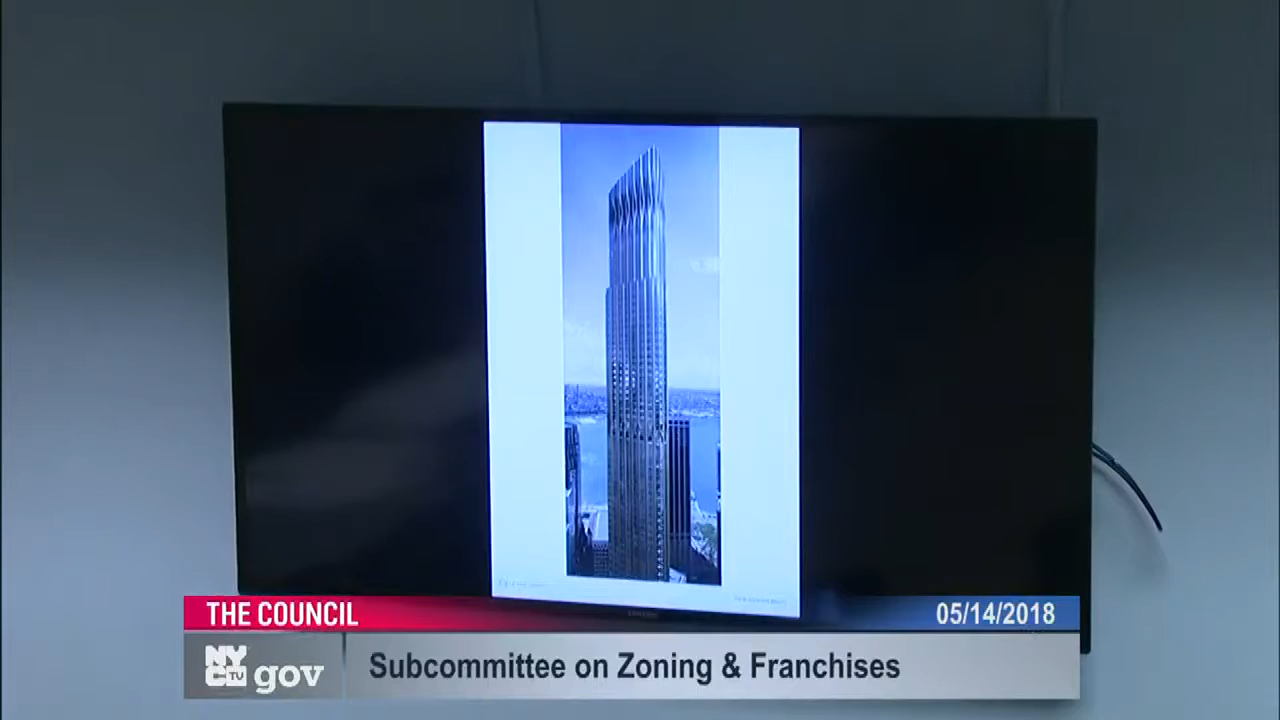 THE COUNCIL
05/14/2018
NYC TV gov
Subcommittee on Zoning & Franchises